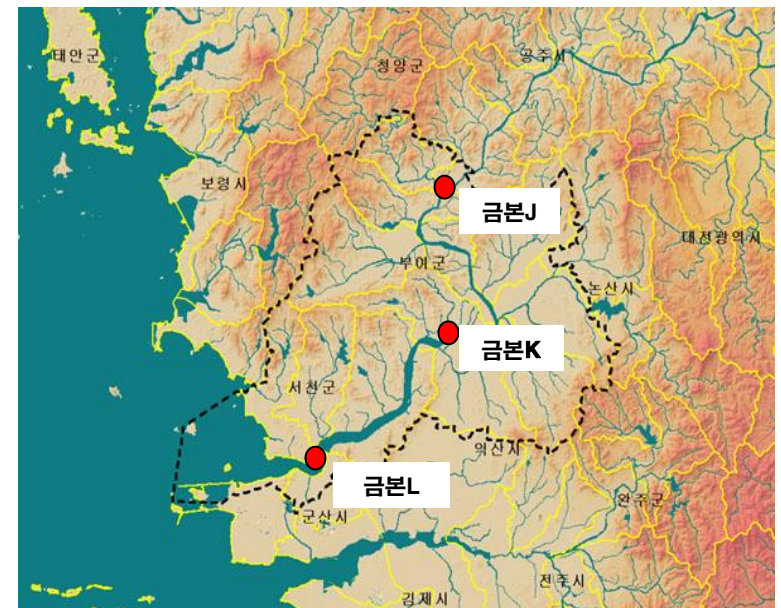 태안군
청양군
공주시
보령시
금본J
대전광역시
부여군
논산시
금본K
서천군
익산시
금본L
완주군
군산시
전주시
김제시